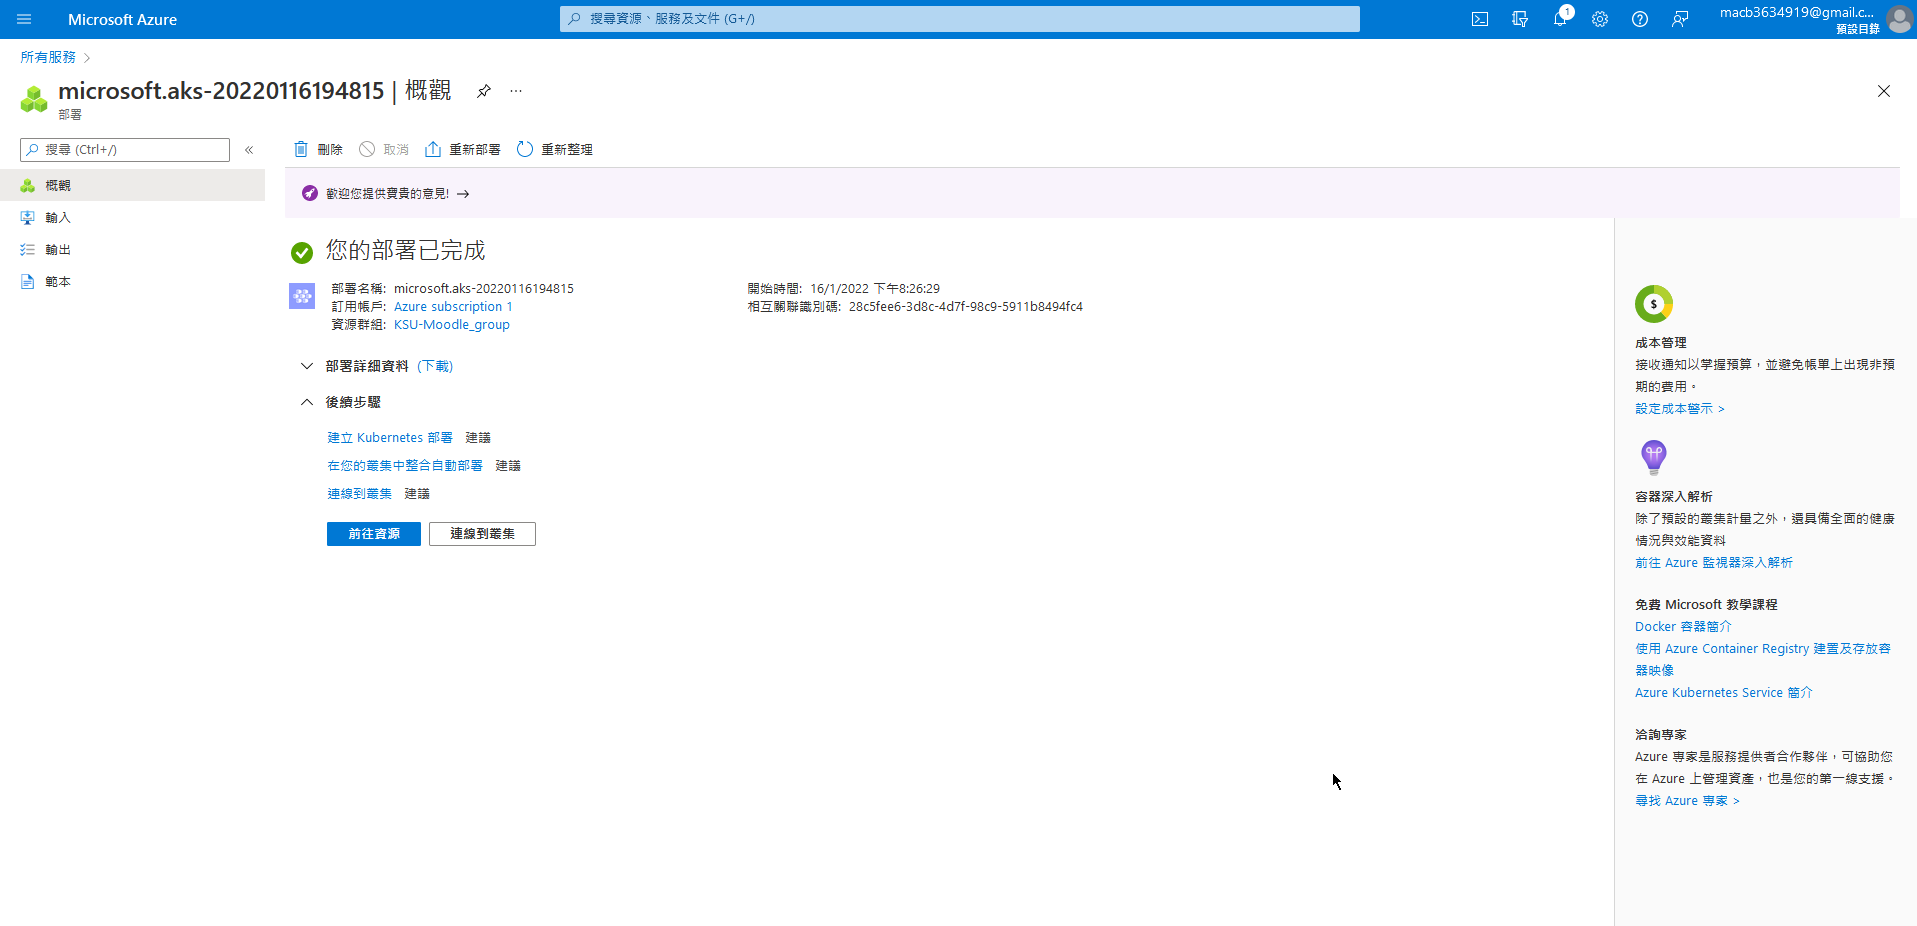 Microsoft Azure
搜尋資源、服務及文件 (G+/)
1
macb3634919@gmail.c...
預設目錄
所有服務
microsoft.aks-20220116194815 | 概觀
部署
搜尋 (Ctrl+/)
«
刪除
取消
重新部署
重新整理
概觀
輸入
輸出
範本
歡迎您提供寶貴的意見! →
您的部署已完成
部署名稱: microsoft.aks-20220116194815
訂用帳戶: Azure subscription 1
資源群組: KSU-Moodle_group
開始時間: 16/1/2022 下午8:26:29
相互關聯識別碼: 28c5fee6-3d8c-4d7f-98c9-5911b8494fc4
部署詳細資料 (下載)
後續步驟
建立 Kubernetes 部署 建議
在您的叢集中整合自動部署 建議
連線到叢集 建議
前往資源
連線到叢集
$
成本管理
接收通知以掌握預算，並避免帳單上出現非預
期的費用。
設定成本警示 >
容器深入解析
除了預設的叢集計量之外，還具備全面的健康
情況與效能資料
前往 Azure 監視器深入解析
免費 Microsoft 教學課程
Docker 容器簡介
使用 Azure Container Registry 建置及存放容
器映像
Azure Kubernetes Service 簡介
洽詢專家
Azure 專家是服務提供者合作夥伴，可協助您
在 Azure 上管理資產，也是您的第一線支援。
尋找 Azure 專家 >